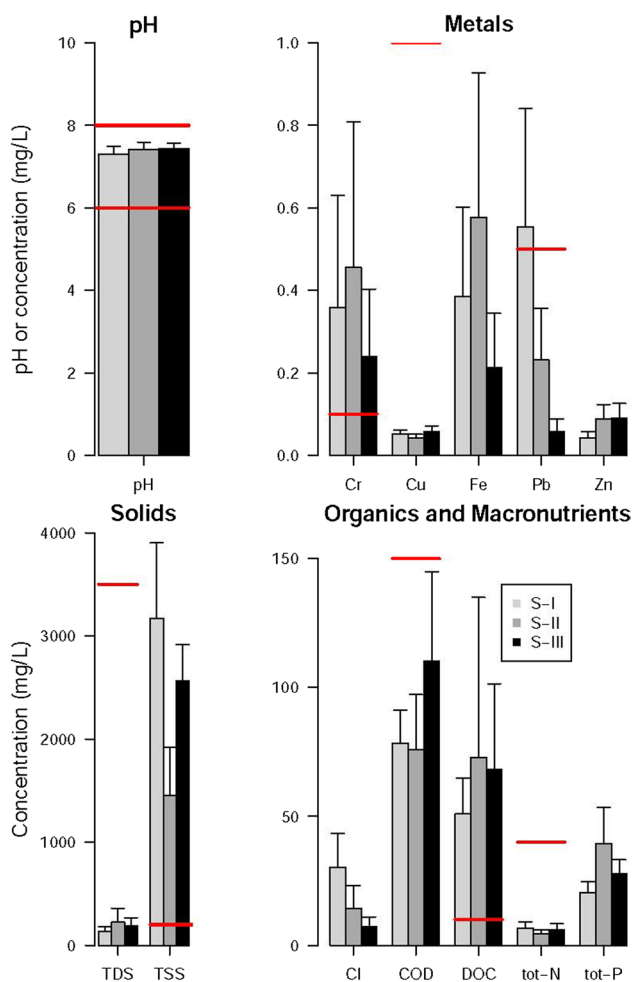 pH
pH or concentration (mg/L)
10
8
6
4
2
0
pH
Metals
1.0
0.8
0.6
0.4
0.2
0.0
Cr Cu Fe Pb Zn
Solids
Concentration (mg/L)
4000
3000
2000
1000
0
TDS TSS
Organics and Macronutrients
150
100
50
0
S-I
S-II
S-III
Cl COD DOC tot-N tot-P